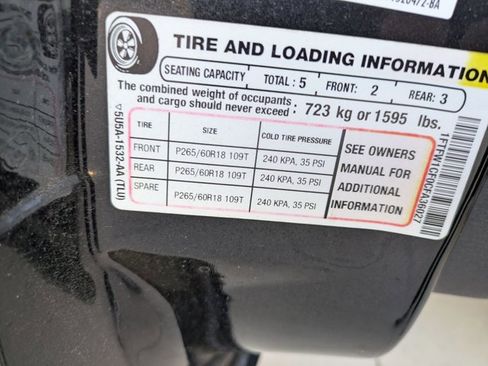 TIRE AND LOADING INFORMATION
SEATING CAPACITY TOTAL : 5 FRONT: 2 REAR: 3
The combined weight of occupants
and cargo should never exceed : 723 kg or 1595 lbs.
TIRE SIZE COLD TIRE PRESSURE
FRONT P265/60R18 109T 240 KPA, 35 PSI
REAR P265/60R18 109T 240 KPA, 35 PSI
SPARE P265/60R18 109T 240 KPA, 35 PSI
SEE OWNERS
MANUAL FOR
ADDITIONAL
INFORMATION
5U5A-1532-AA (TLU)